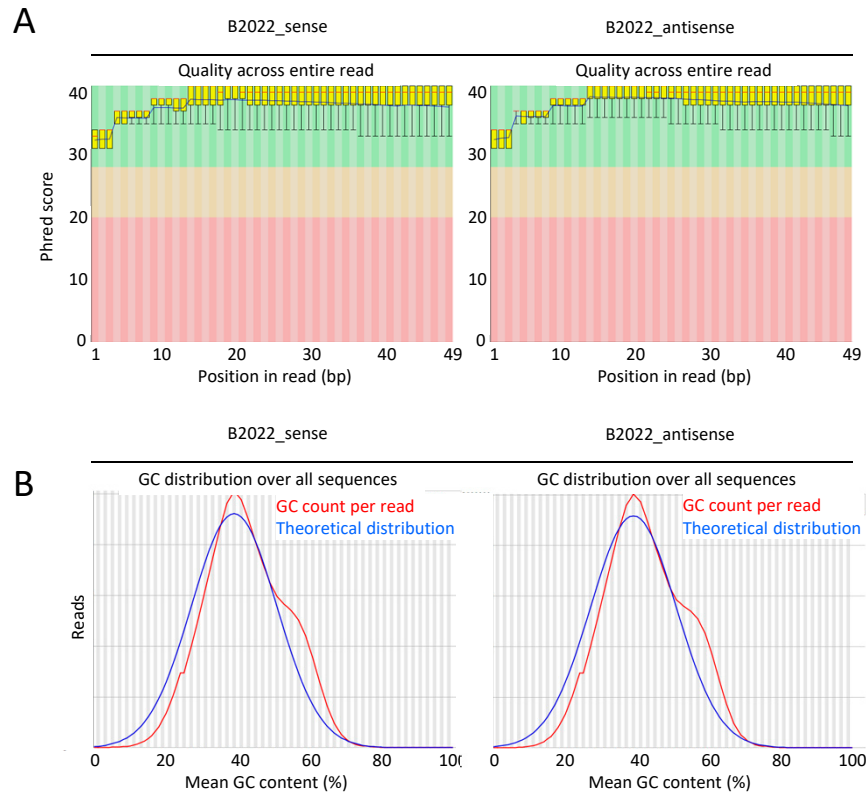 A
B2022_sense
B2022_antisense
Quality across entire read
Quality across entire read
Phred score
40
30
20
10
0
1 10 20 30 40 49
Position in read (bp)
40
30
20
10
0
1 10 20 30 40 49
Position in read (bp)
B
B2022_sense
B2022_antisense
GC distribution over all sequences
GC count per read
Theoretical distribution
Reads
0 20 40 60 80 100
Mean GC content (%)
GC distribution over all sequences
GC count per read
Theoretical distribution
0 20 40 60 80 100
Mean GC content (%)